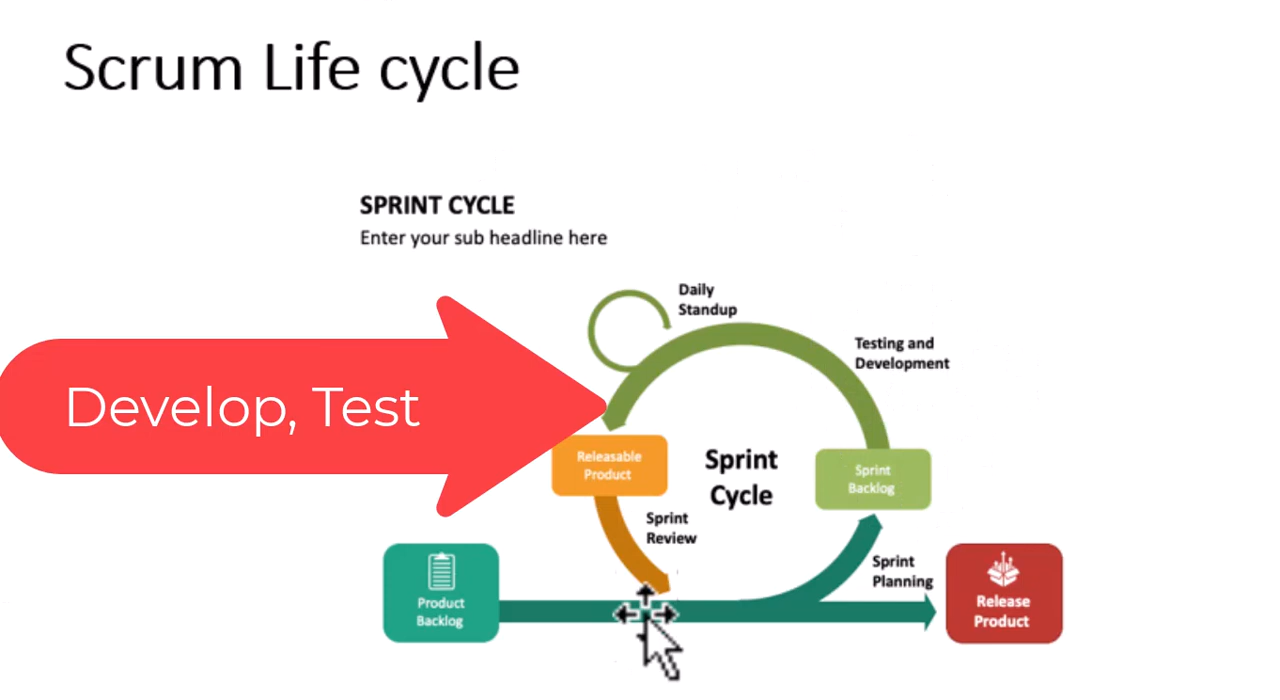 Scrum Life cycle
SPRINT CYCLE
Enter your sub headline here
Daily
Standup
Testing and
Development
Develop, Test
Releasable
Product
Sprint
Cycle
Sprint
Backlog
Sprint
Review
Sprint
Planning
Product
Backlog
Release
Product